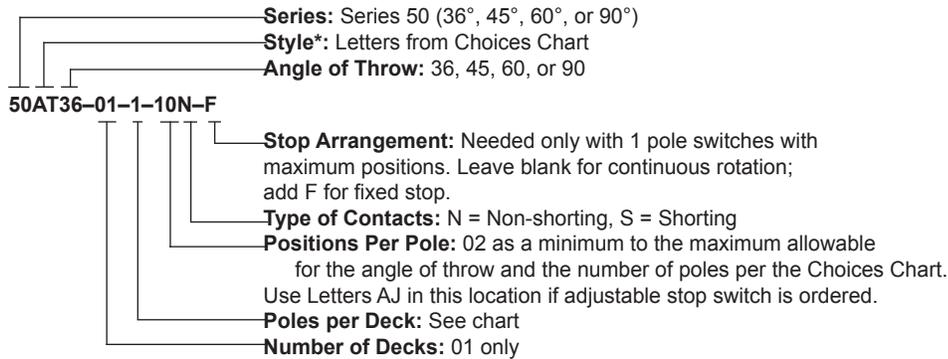 Series: Series 50 (36°, 45°, 60°, or 90°)
Style*: Letters from Choices Chart
Angle of Throw: 36, 45, 60, or 90
50AT36–01–1–10N–F
Stop Arrangement: Needed only with 1 pole switches with
maximum positions. Leave blank for continuous rotation;
add F for fixed stop.
Type of Contacts: N = Non-shorting, S = Shorting
Positions Per Pole: 02 as a minimum to the maximum allowable
for the angle of throw and the number of poles per the Choices Chart.
Use Letters AJ in this location if adjustable stop switch is ordered.
Poles per Deck: See chart
Number of Decks: 01 only